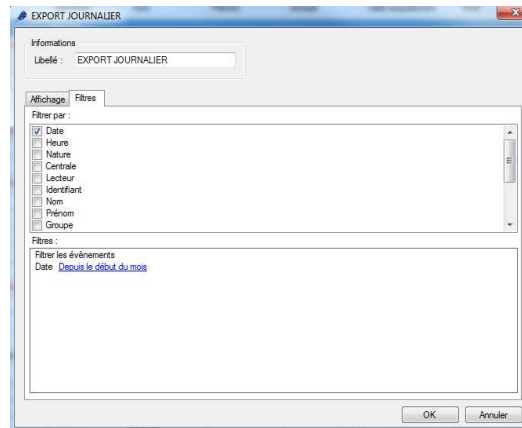 EXPORT JOURNALIER
Informations
Libellé : EXPORT JOURNALIER
Affichage Filtres
Filtrer par :
Date
Heure
Nature
Centrale
Lecteur
Identifiant
Nom
Prénom
Groupe
Filtres :
Filtrer les évènements
Date Depuis le début du mois
OK Annuler